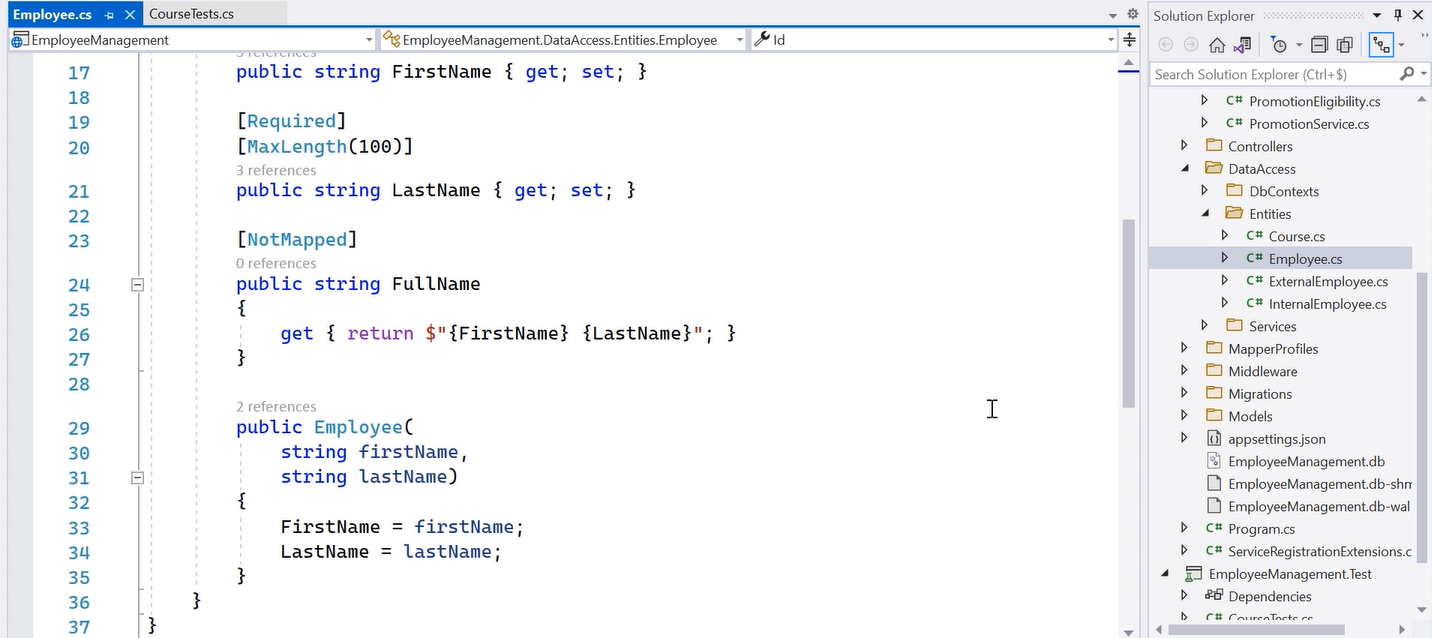 Employee.cs
CourseTests.cs
EmployeeManagement
EmployeeManagement.DataAccess.Entities.Employee
Id
3 references
17 public string FirstName { get; set; }
18
19 [Required]
20 [MaxLength(100)]
3 references
21 public string LastName { get; set; }
22
23 [NotMapped]
0 references
24 public string FullName
25 {
26 get { return $"{FirstName} {LastName}"; }
27 }
28
2 references
29 public Employee(
30 string firstName,
31 string lastName)
32 {
33 FirstName = firstName;
34 LastName = lastName;
35 }
36 }
37 }
Solution Explorer
Search Solution Explorer (Ctrl+$)
C# PromotionEligibility.cs
C# PromotionService.cs
Controllers
DataAccess
DbContexts
Entities
C# Course.cs
C# Employee.cs
C# ExternalEmployee.cs
C# InternalEmployee.cs
Services
MapperProfiles
Middleware
Migrations
Models
appsettings.json
EmployeeManagement.db
EmployeeManagement.db-shm
EmployeeManagement.db-wal
C# Program.cs
C# ServiceRegistrationExtensions.c
EmployeeManagement.Test
Dependencies
C# CourseTests.cs